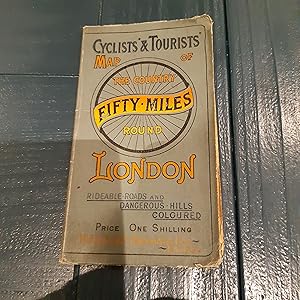 CYCLISTS' & TOURISTS'
MAP OF
THE COUNTRY
FIFTY·MILES
ROUND
LONDON
RIDEABLE·ROADS AND
DANGEROUS·HILLS
COLOURED
PRICE ONE SHILLING